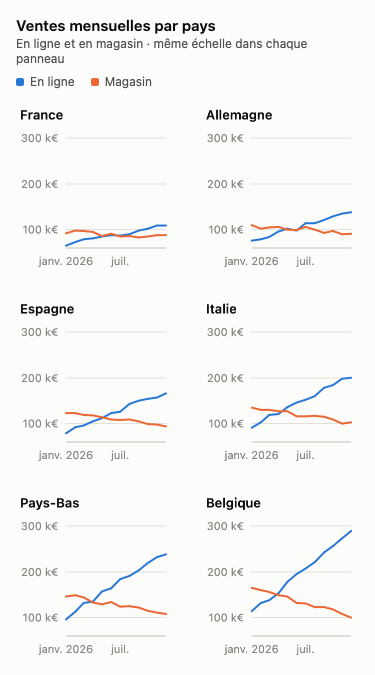 Ventes mensuelles par pays
En ligne et en magasin · même échelle dans chaque
panneau
En ligne Magasin
France
300 k€
200 k€
100 k€
janv. 2026 juil.
Allemagne
300 k€
200 k€
100 k€
janv. 2026 juil.
Espagne
300 k€
200 k€
100 k€
janv. 2026 juil.
Italie
300 k€
200 k€
100 k€
janv. 2026 juil.
Pays-Bas
300 k€
200 k€
100 k€
janv. 2026 juil.
Belgique
300 k€
200 k€
100 k€
janv. 2026 juil.